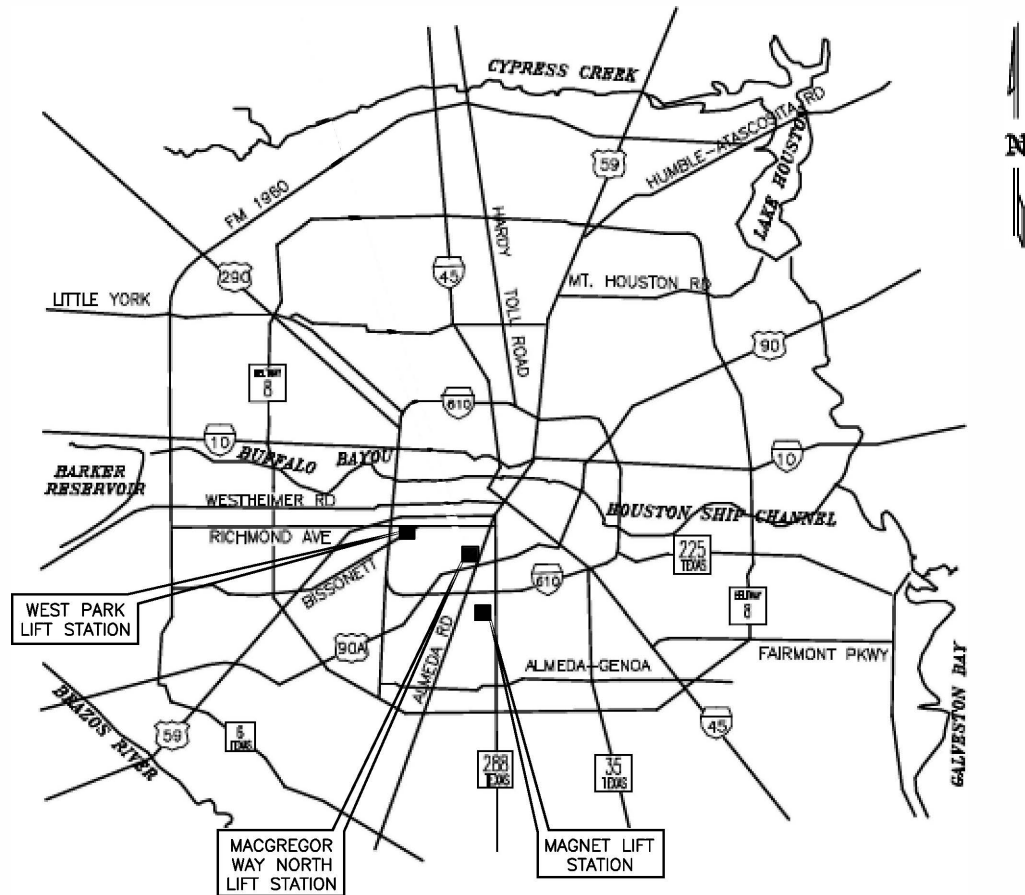 CYPRESS CREEK
HUMBLE-ATASCOSITA RD
59
LAKE HOUSTON
N
FM 1960
HARDY
TOLL ROAD
290
45
MT. HOUSTON RD
LITTLE YORK
90
BELTWAY
8
610
10
BUFFALO BAYOU
10
BARKER
RESERVOIR
WESTHEIMER RD
HOUSTON SHIP CHANNEL
RICHMOND AVE
225
TEXAS
BISSONETT
610
WEST PARK
LIFT STATION
BELTWAY
8
90A
ALMEDA RD
ALMEDA-GENOA
FAIRMONT PKWY
GALVESTON BAY
BRAZOS RIVER
59
6
TEXAS
45
288
TEXAS
35
TEXAS
MACGREGOR
WAY NORTH
LIFT STATION
MAGNET LIFT
STATION